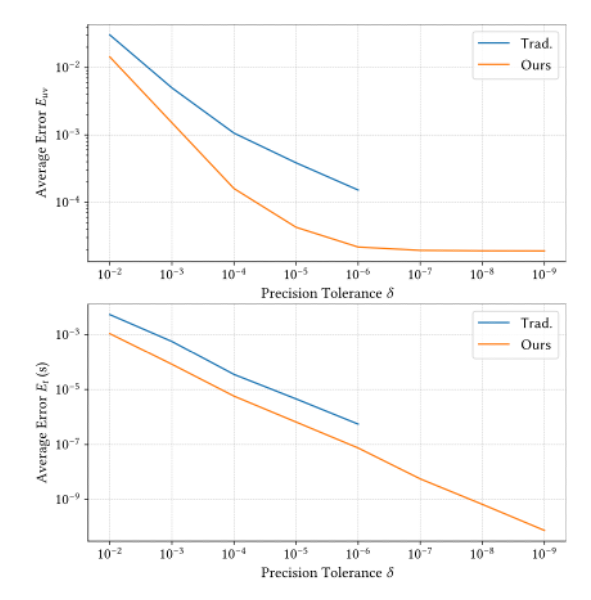 Trad.
Ours
10⁻²
10⁻³
10⁻⁴
Average Error Eᵤᵥ
10⁻² 10⁻³ 10⁻⁴ 10⁻⁵ 10⁻⁶ 10⁻⁷ 10⁻⁸ 10⁻⁹
Precision Tolerance δ
Trad.
Ours
10⁻³
10⁻⁵
10⁻⁷
10⁻⁹
Average Error Eₜ (s)
10⁻² 10⁻³ 10⁻⁴ 10⁻⁵ 10⁻⁶ 10⁻⁷ 10⁻⁸ 10⁻⁹
Precision Tolerance δ